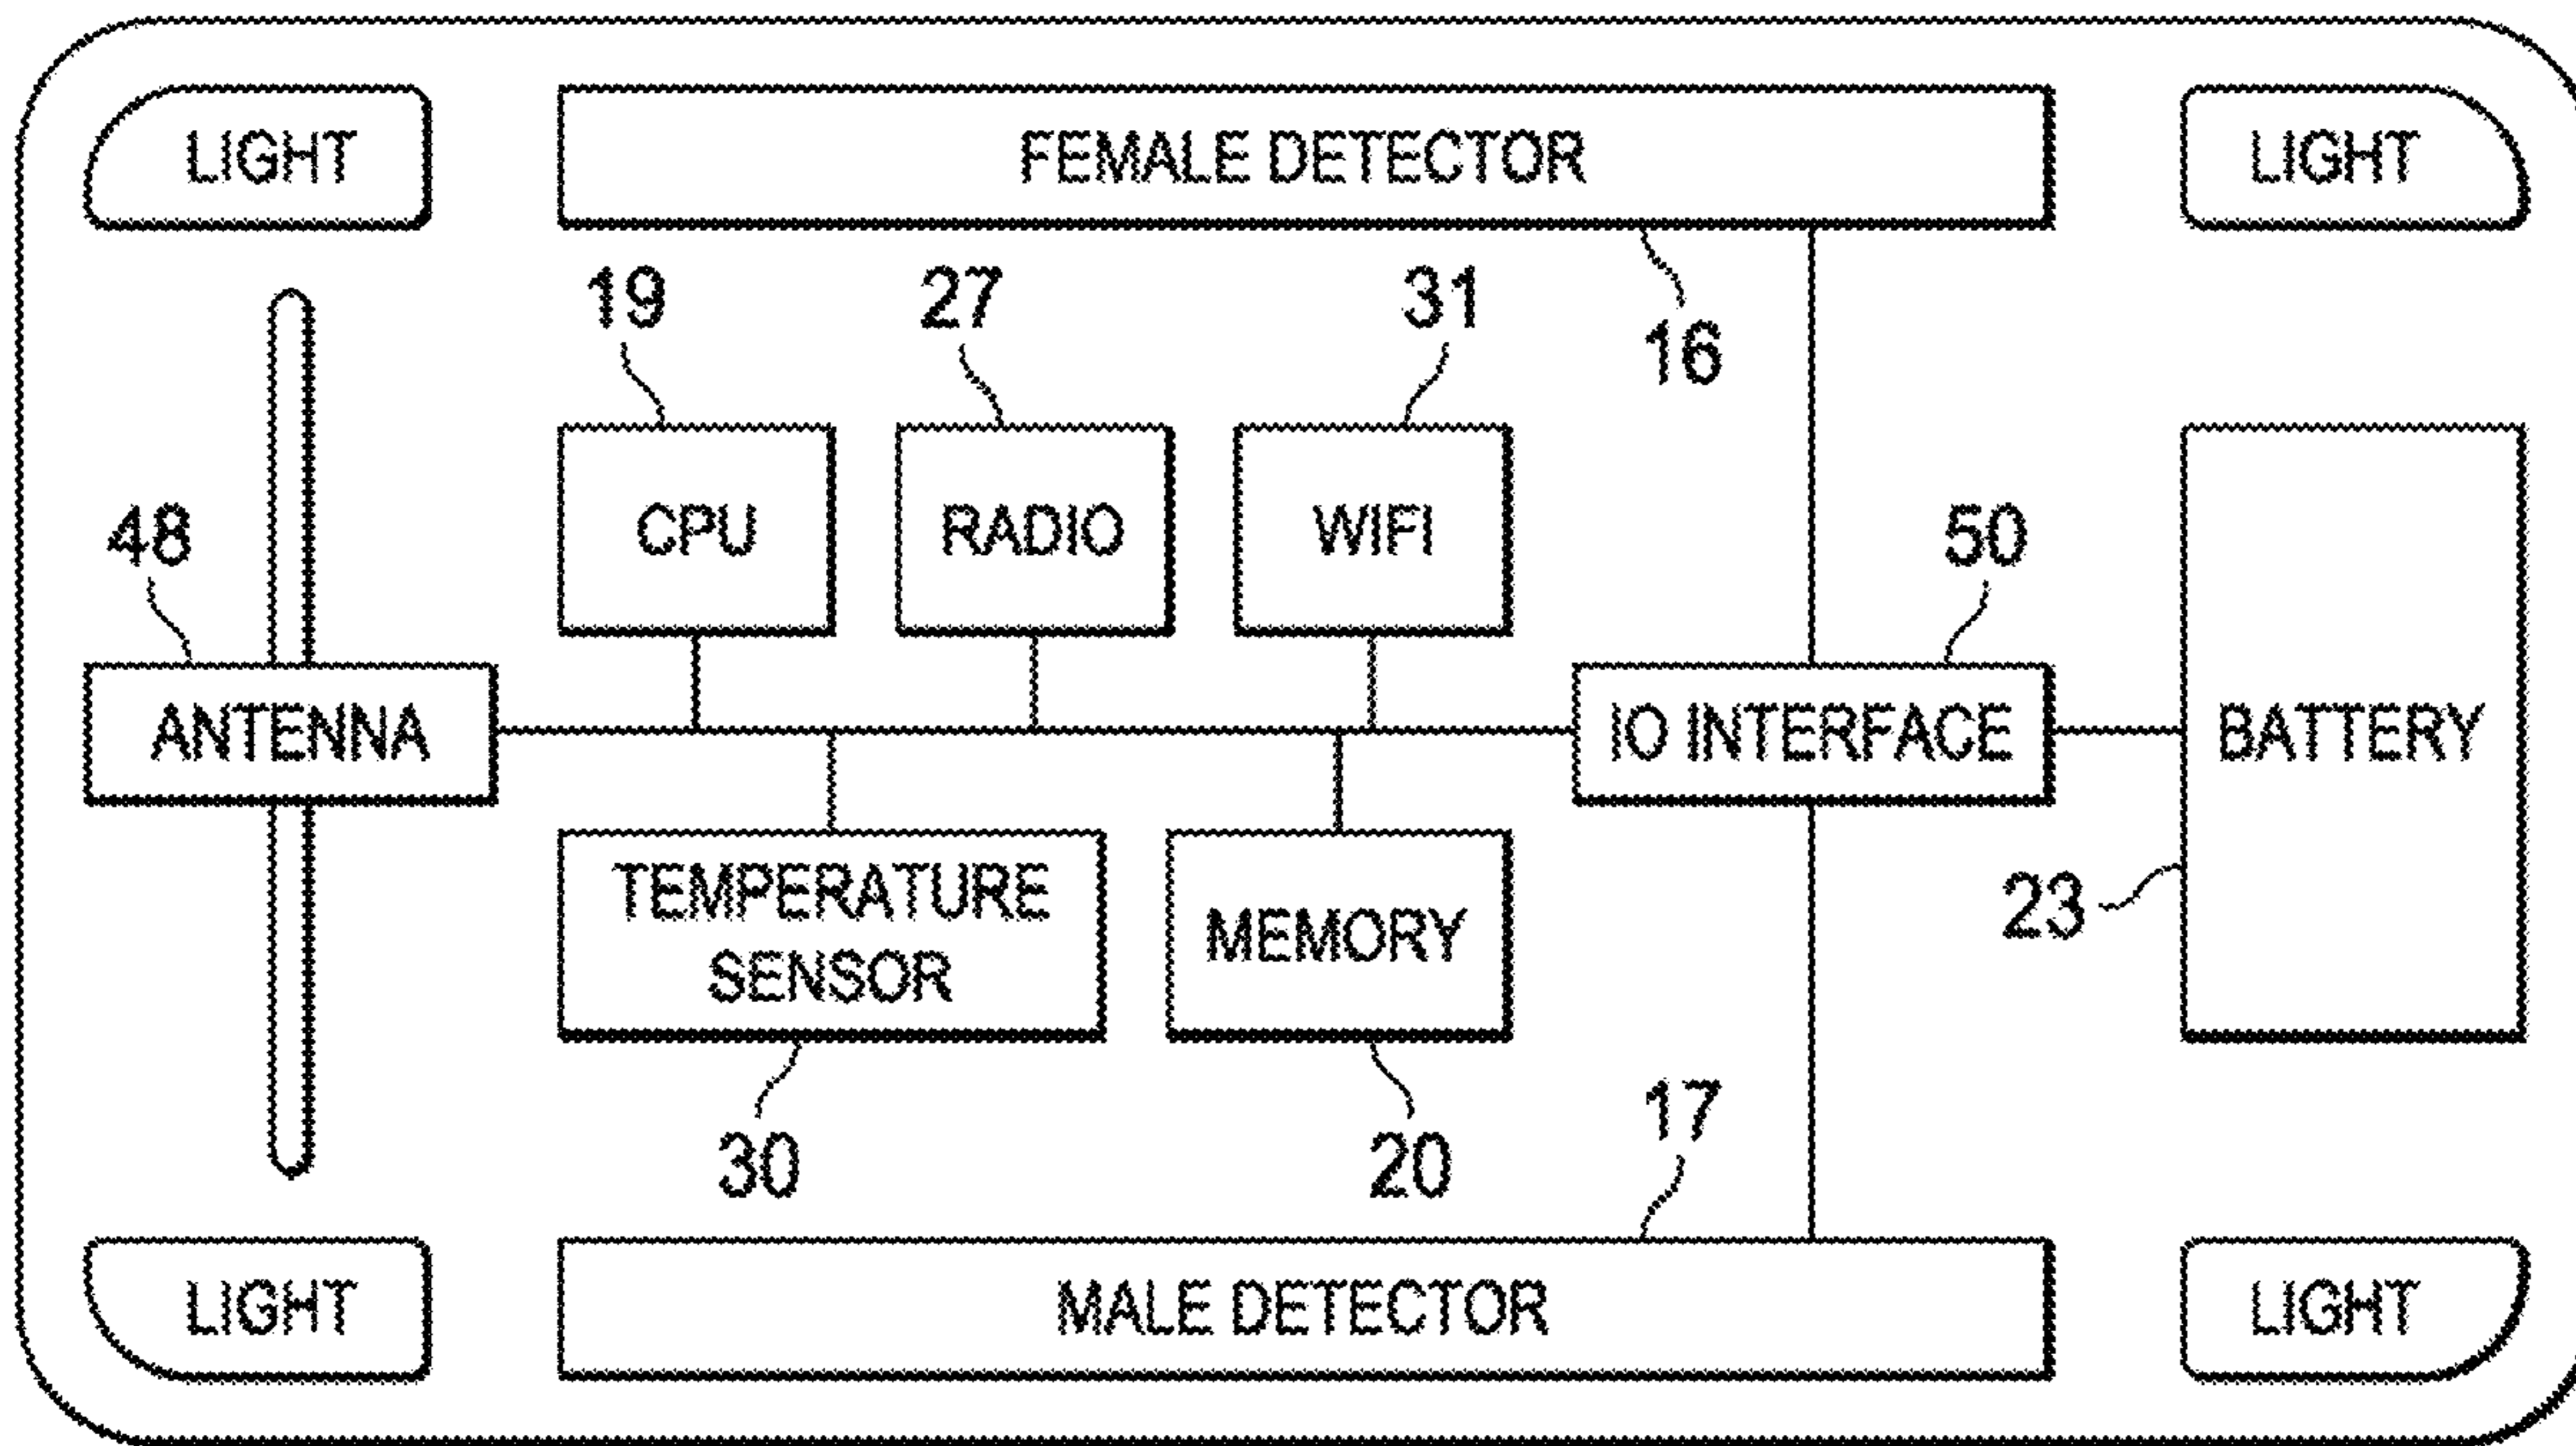 LIGHT
FEMALE DETECTOR
LIGHT
19
27
31
16
CPU
RADIO
WIFI
48
50
ANTENNA
IO INTERFACE
BATTERY
TEMPERATURE
SENSOR
MEMORY
23
30
20
17
LIGHT
MALE DETECTOR
LIGHT